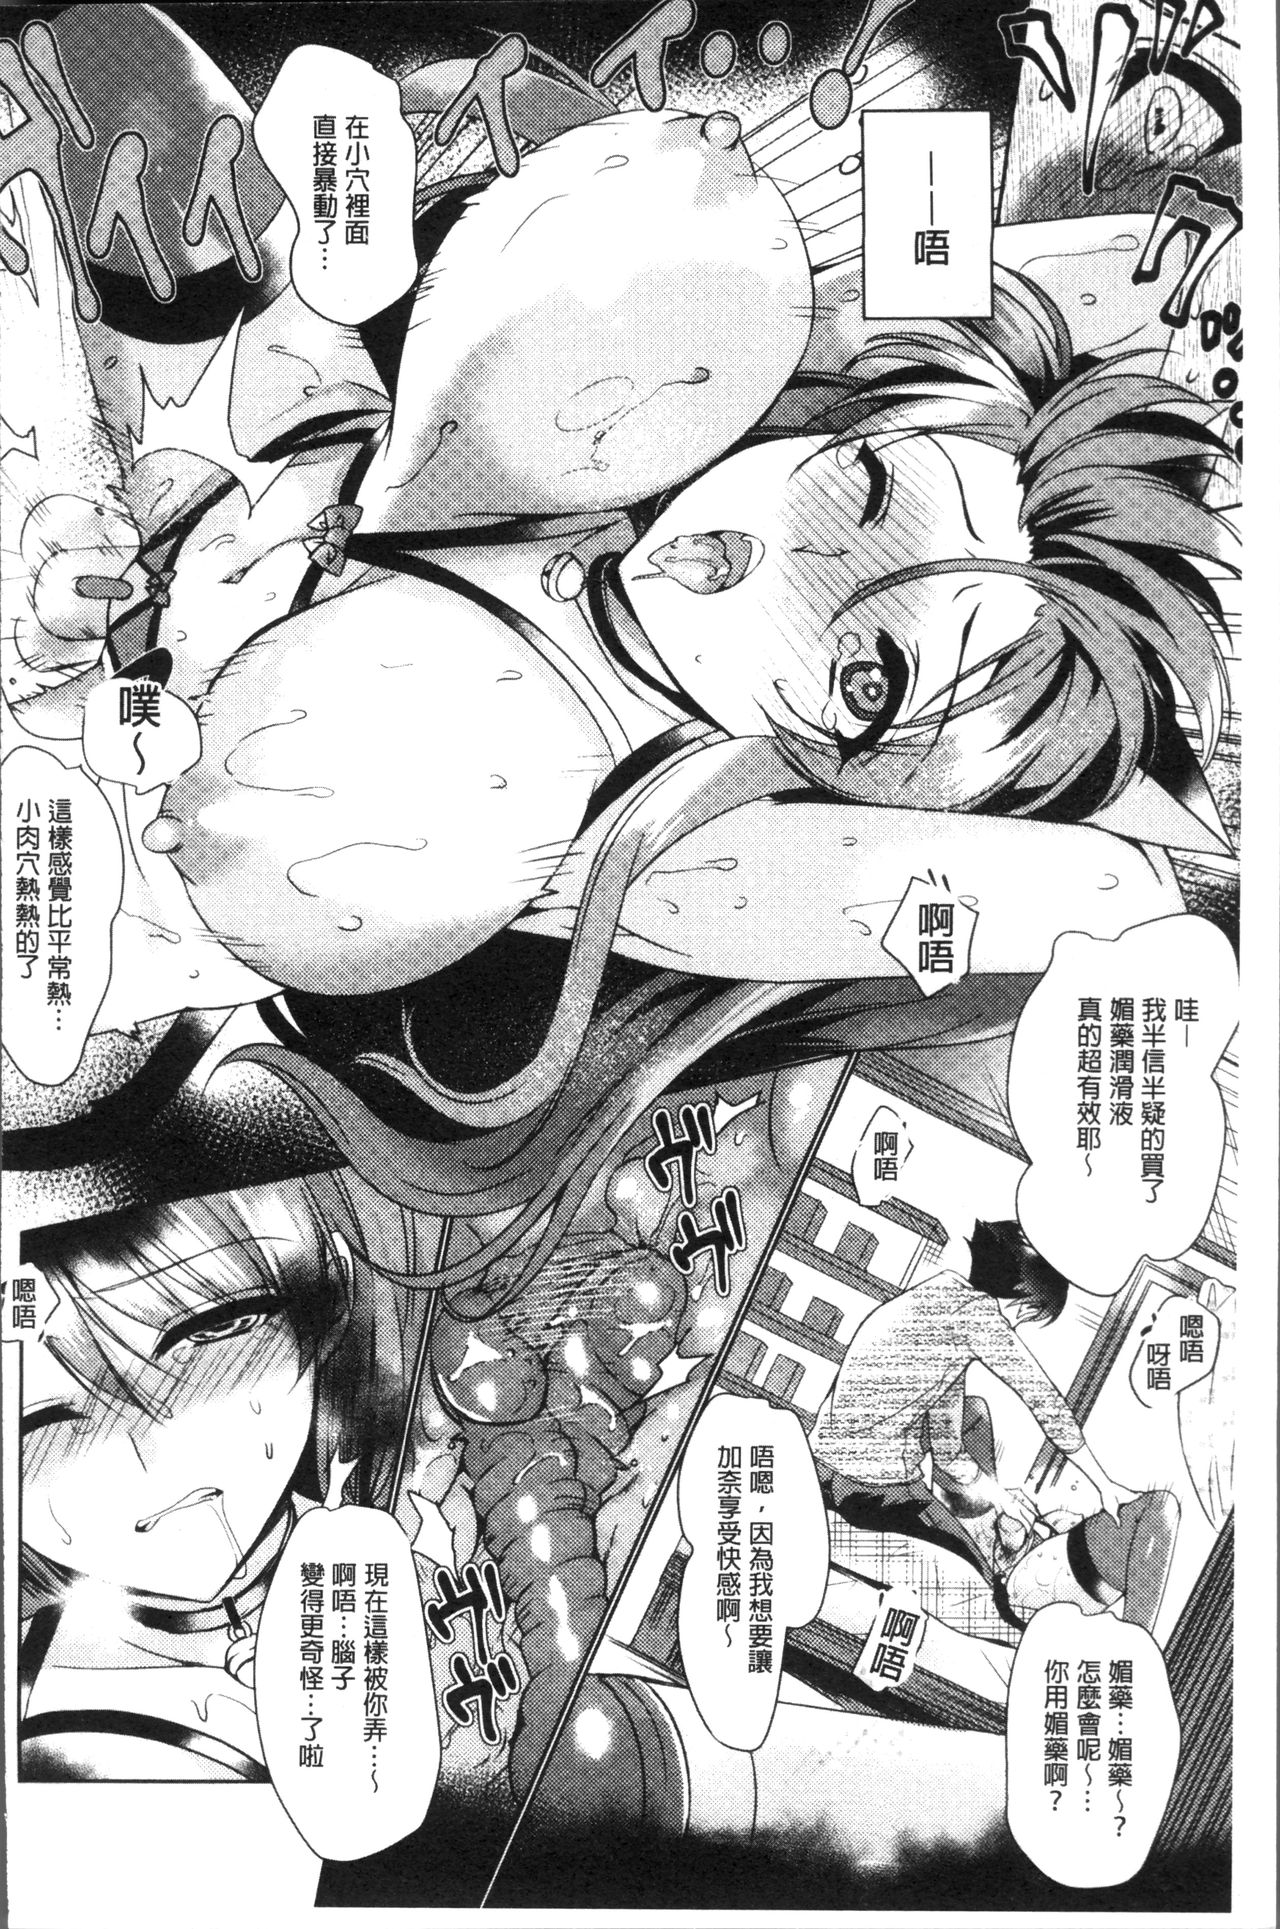 ——唔
在小穴裡面
直接暴動了…
噗～
這樣感覺比平常熱…
小肉穴熱熱的了
啊唔
哇—
我半信半疑的買了
媚藥潤滑液
真的超有效耶～
啊唔
嗯唔
呀唔
媚藥…媚藥～？
怎麼會呢～…
你用媚藥啊？
唔嗯，因為我想要讓
加奈享受快感啊～
啊唔
現在這樣被你弄…～
啊唔…腦子
變得更奇怪…了啦
嗯唔